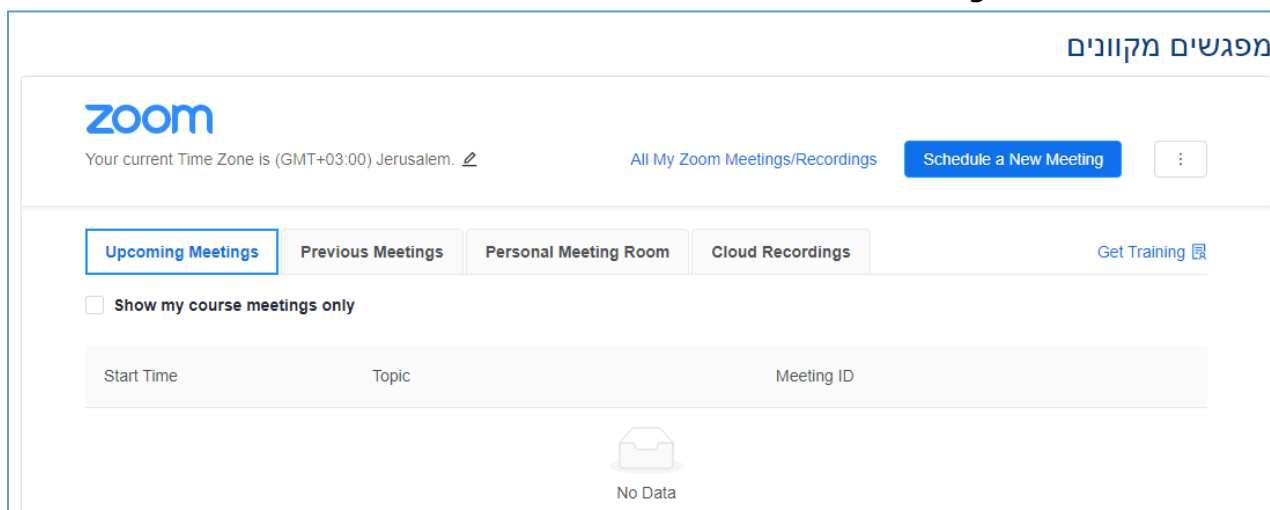 מפגשים מקוונים
zoom
Your current Time Zone is (GMT+03:00) Jerusalem.
All My Zoom Meetings/Recordings
Schedule a New Meeting
Upcoming Meetings
Previous Meetings
Personal Meeting Room
Cloud Recordings
Get Training
Show my course meetings only
Start Time
Topic
Meeting ID
No Data